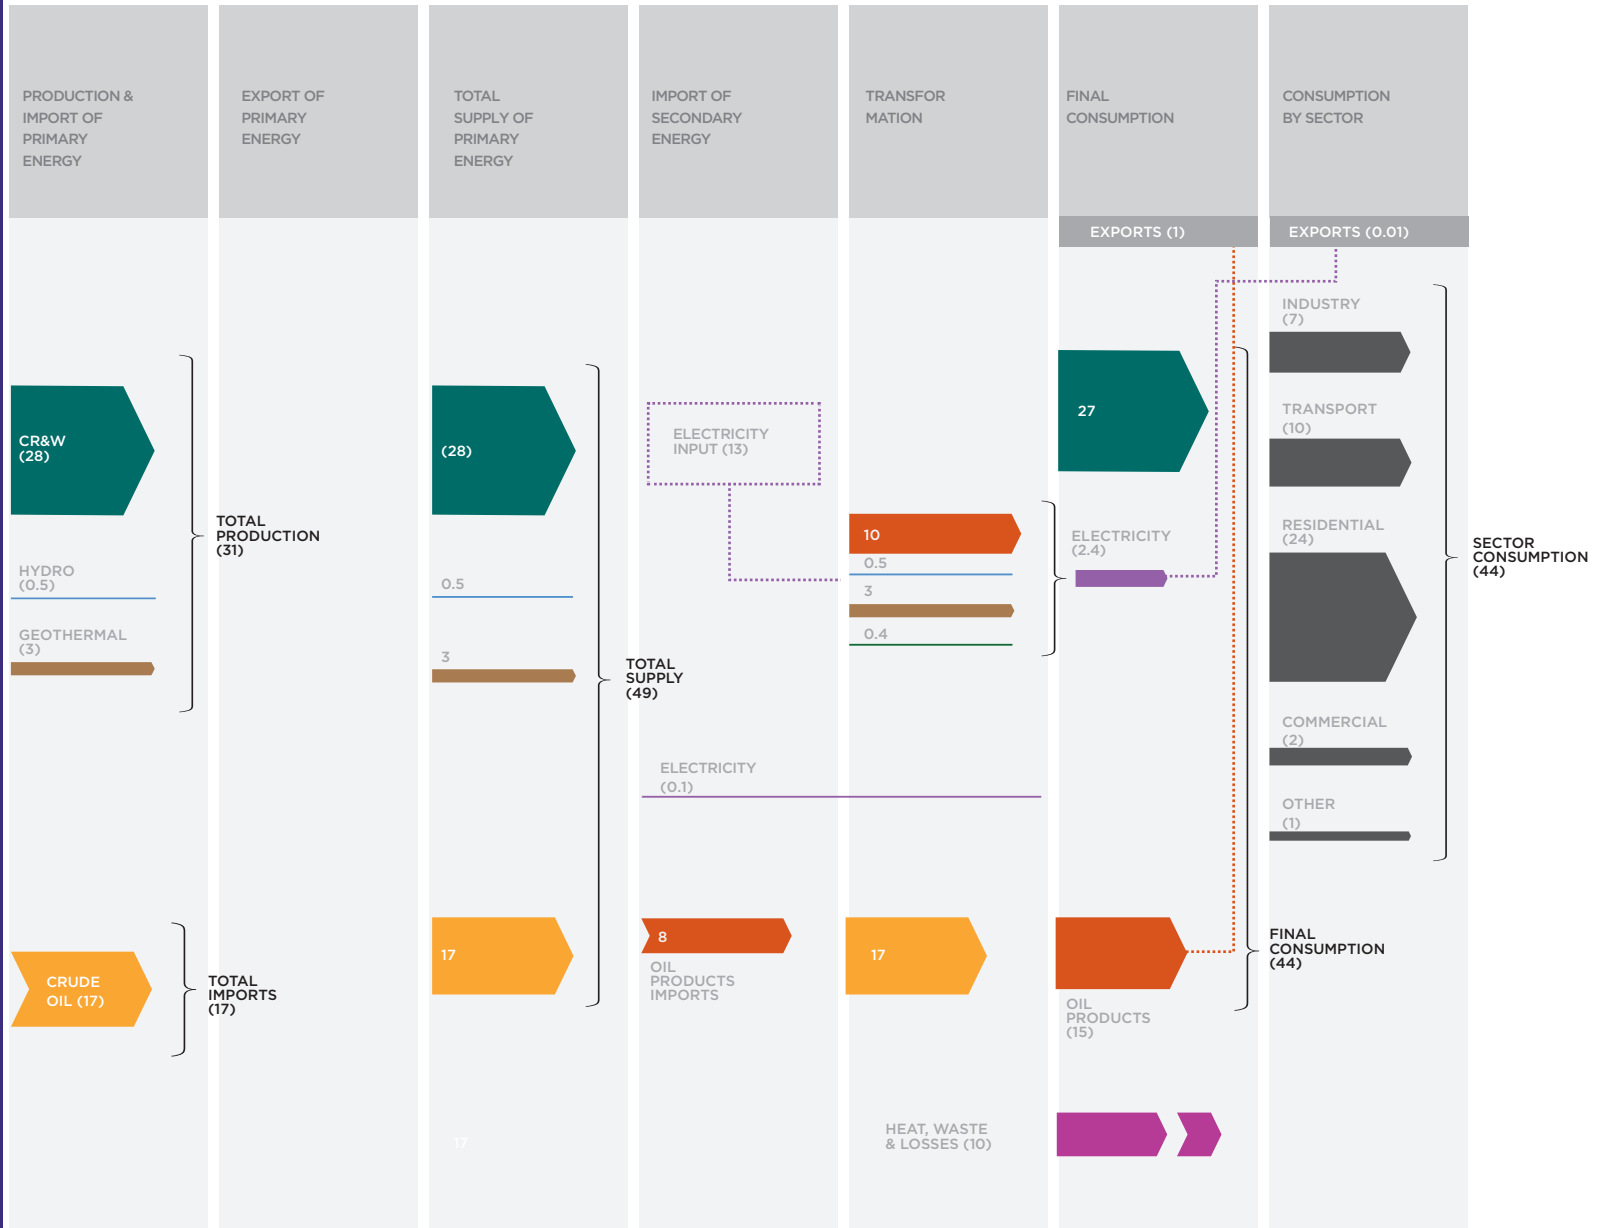 PRODUCTION &
IMPORT OF
PRIMARY
ENERGY
EXPORT OF
PRIMARY
ENERGY
TOTAL
SUPPLY OF
PRIMARY
ENERGY
IMPORT OF
SECONDARY
ENERGY
TRANSFOR
MATION
FINAL
CONSUMPTION
CONSUMPTION
BY SECTOR
EXPORTS (1)
EXPORTS (0.01)
CR&W
(28)
HYDRO
(0.5)
GEOTHERMAL
(3)
TOTAL
PRODUCTION
(31)
CRUDE
OIL (17)
TOTAL
IMPORTS
(17)
(28)
0.5
3
17
TOTAL
SUPPLY
(49)
17
ELECTRICITY
INPUT (13)
ELECTRICITY
(0.1)
8
OIL
PRODUCTS
IMPORTS
10
0.5
3
0.4
17
HEAT, WASTE
& LOSSES (10)
27
ELECTRICITY
(2.4)
OIL
PRODUCTS
(15)
FINAL
CONSUMPTION
(44)
INDUSTRY
(7)
TRANSPORT
(10)
RESIDENTIAL
(24)
COMMERCIAL
(2)
OTHER
(1)
SECTOR
CONSUMPTION
(44)